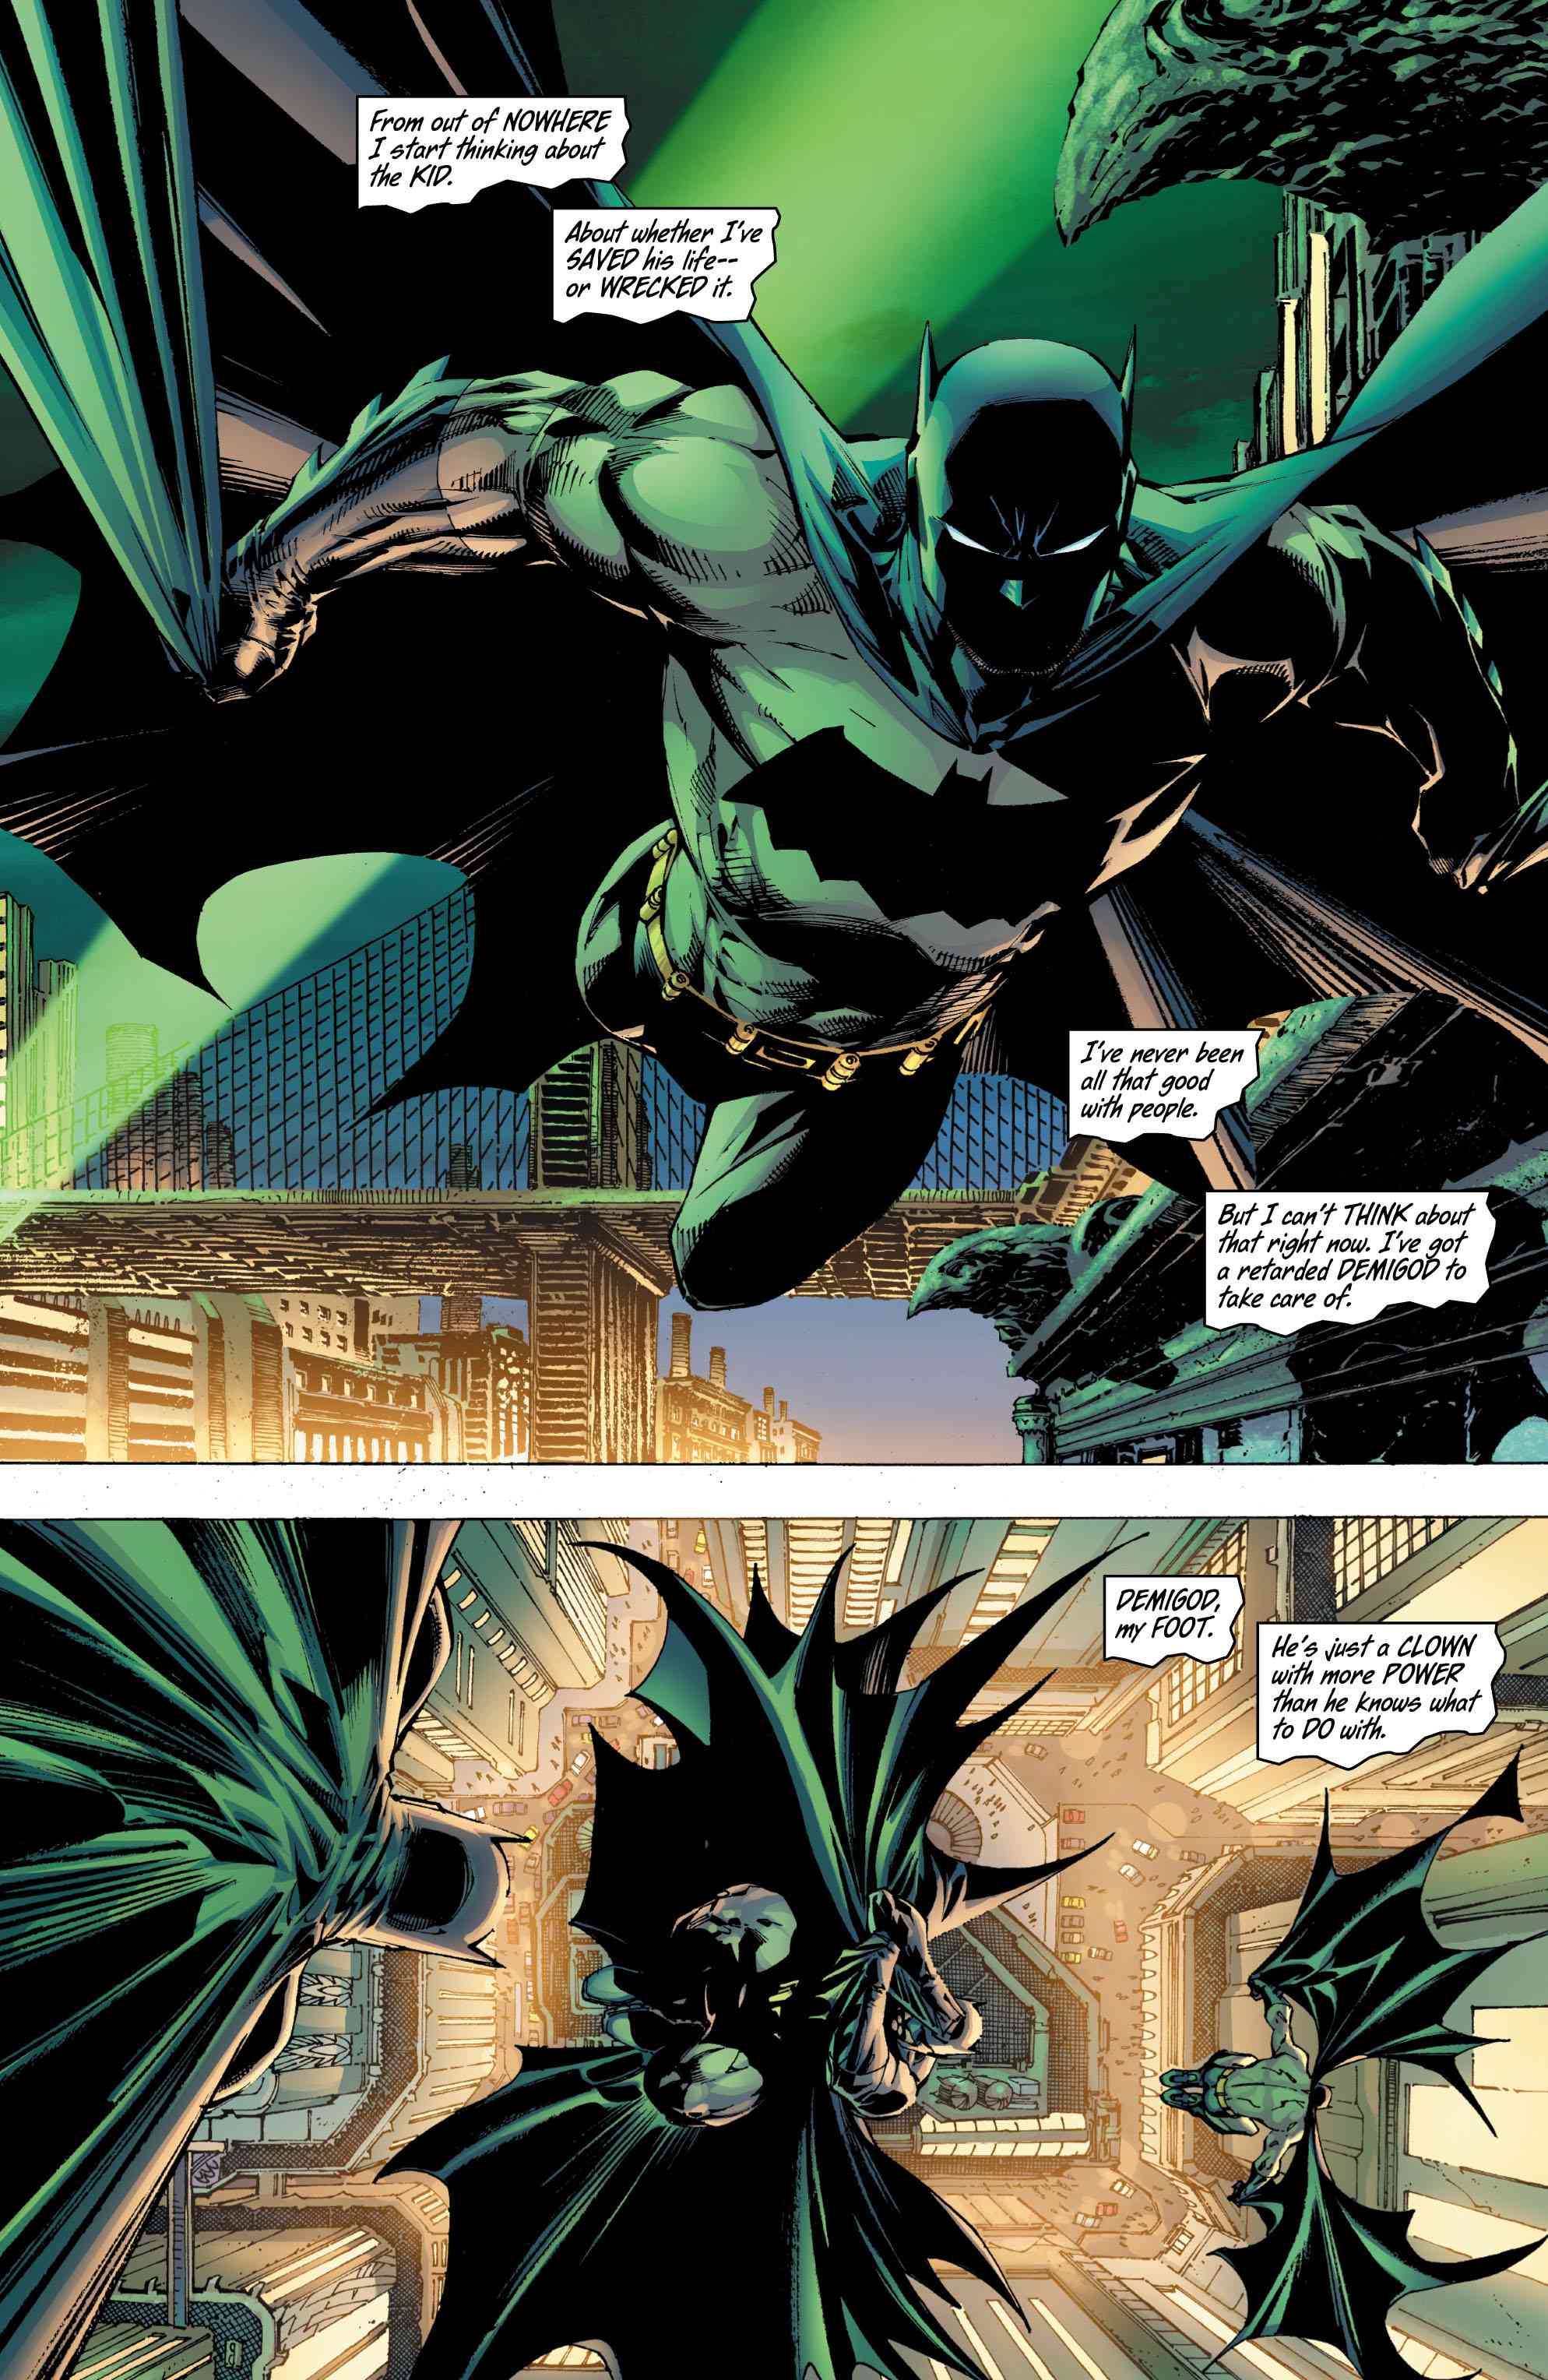 From out of NOWHERE
I start thinking about
the KID.
About whether I've
SAVED his life--
or WRECKED it.
I've never been
all that good
with people.
But I can't THINK about
that right now. I've got
a retarded DEMIGOD to
take care of.
DEMIGOD,
my FOOT.
He's just a CLOWN
with more POWER
than he knows what
to DO with.